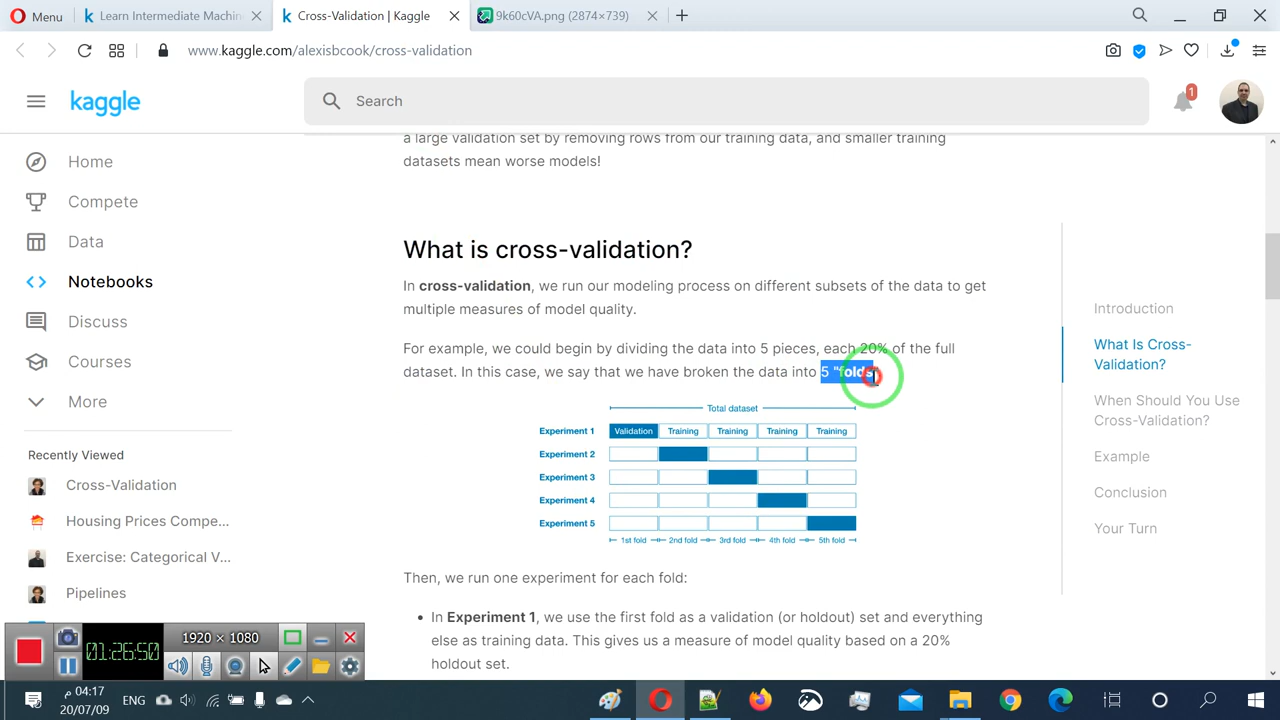 Menu
Learn Intermediate Machin
Cross-Validation | Kaggle
9k60cVA.png (2874×739)
www.kaggle.com/alexisbcook/cross-validation
kaggle
Search
1
Home
Compete
Data
Notebooks
Discuss
Courses
More
Recently Viewed
Cross-Validation
Housing Prices Compe...
Exercise: Categorical V...
Pipelines
a large validation set by removing rows from our training data, and smaller training
datasets mean worse models!
What is cross-validation?
In cross-validation, we run our modeling process on different subsets of the data to get
multiple measures of model quality.
For example, we could begin by dividing the data into 5 pieces, each 20% of the full
dataset. In this case, we say that we have broken the data into 5 "folds
Total dataset
Experiment 1 Validation Training Training Training Training
Experiment 2
Experiment 3
Experiment 4
Experiment 5
1st fold 2nd fold 3rd fold 4th fold 5th fold
Then, we run one experiment for each fold:
• In Experiment 1, we use the first fold as a validation (or holdout) set and everything
else as training data. This gives us a measure of model quality based on a 20%
holdout set.
Introduction
What Is Cross-
Validation?
When Should You Use
Cross-Validation?
Example
Conclusion
Your Turn
1920 × 1080
01:26:50
04:17 م
20/07/09
ENG